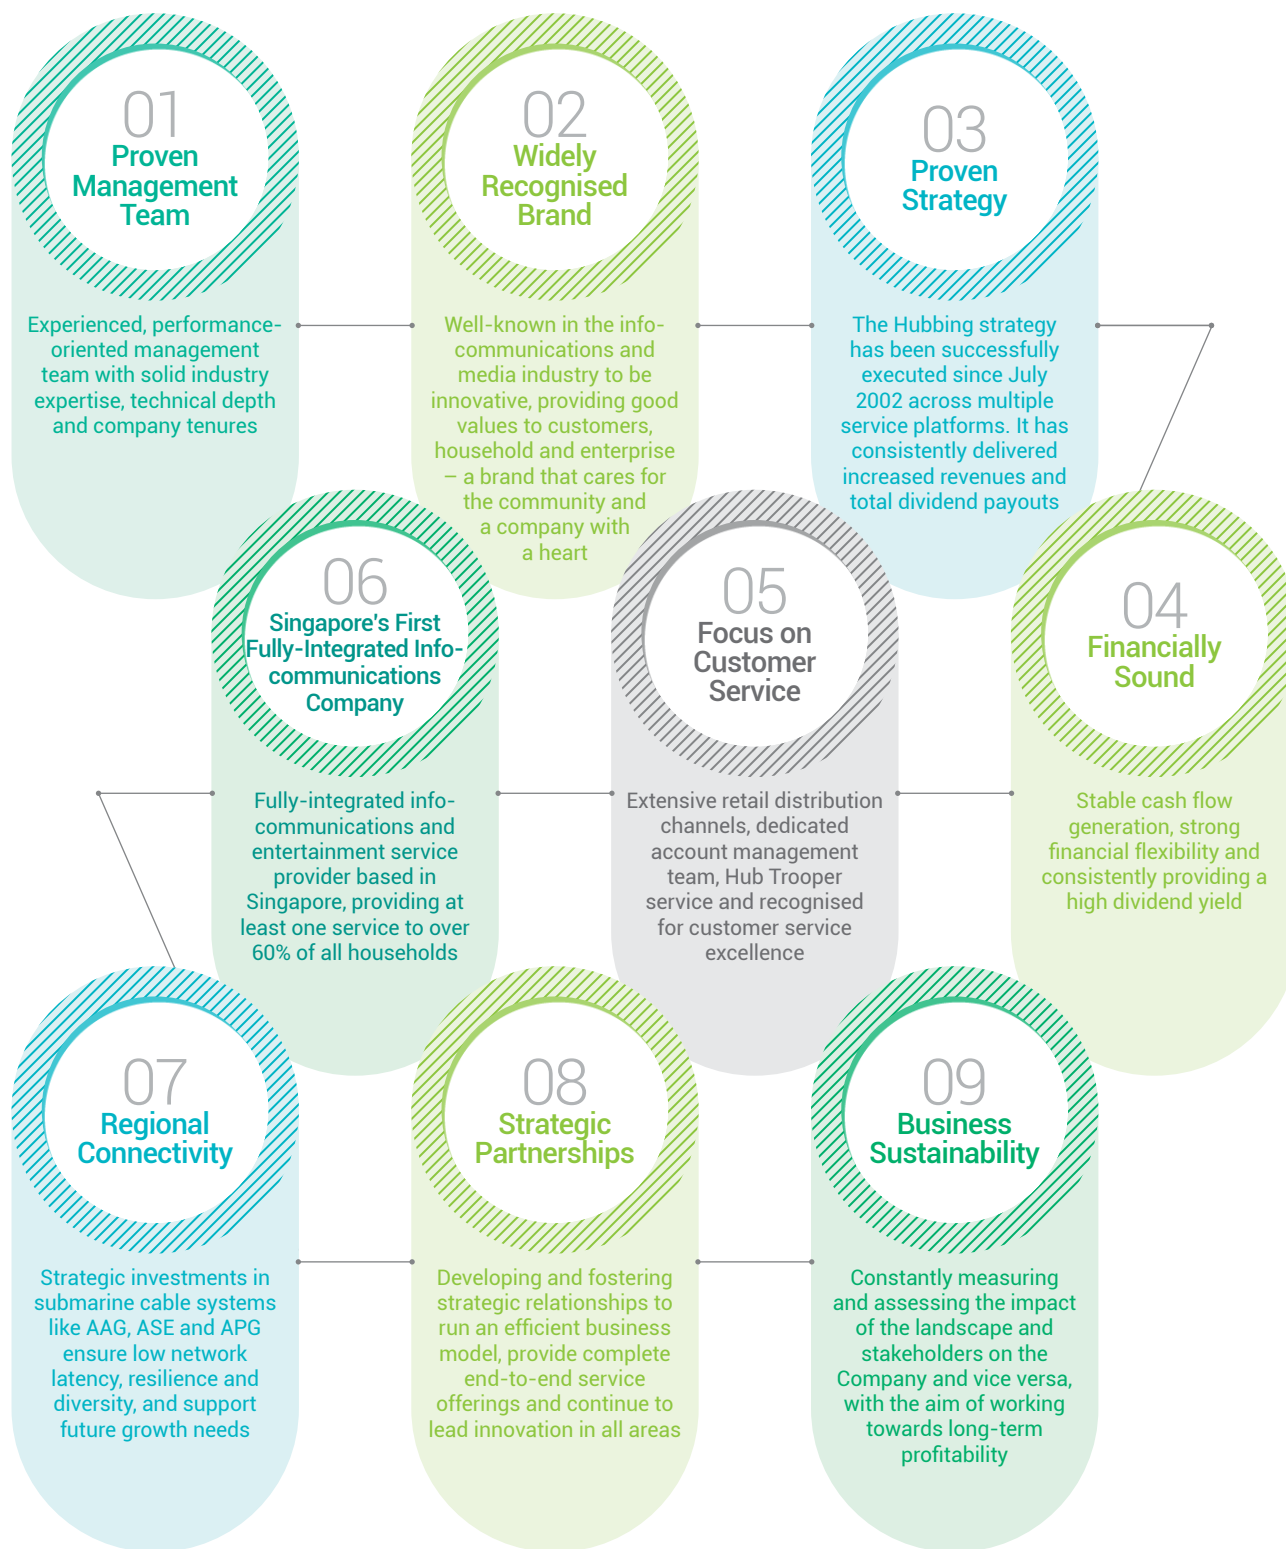 01
Proven
Management
Team
Experienced, performance-
oriented management
team with solid industry
expertise, technical depth
and company tenures
02
Widely
Recognised
Brand
Well-known in the info-
communications and
media industry to be
innovative, providing good
values to customers,
household and enterprise
– a brand that cares for
the community and
a company with
a heart
03
Proven
Strategy
The Hubbing strategy
has been successfully
executed since July
2002 across multiple
service platforms. It has
consistently delivered
increased revenues and
total dividend payouts
04
Financially
Sound
Stable cash flow
generation, strong
financial flexibility and
consistently providing a
high dividend yield
05
Focus on
Customer
Service
Extensive retail distribution
channels, dedicated
account management
team, Hub Trooper
service and recognised
for customer service
excellence
06
Singapore's First
Fully-Integrated Info-
communications
Company
Fully-integrated info-
communications and
entertainment service
provider based in
Singapore, providing at
least one service to over
60% of all households
07
Regional
Connectivity
Strategic investments in
submarine cable systems
like AAG, ASE and APG
ensure low network
latency, resilience and
diversity, and support
future growth needs
08
Strategic
Partnerships
Developing and fostering
strategic relationships to
run an efficient business
model, provide complete
end-to-end service
offerings and continue to
lead innovation in all areas
09
Business
Sustainability
Constantly measuring
and assessing the impact
of the landscape and
stakeholders on the
Company and vice versa,
with the aim of working
towards long-term
profitability